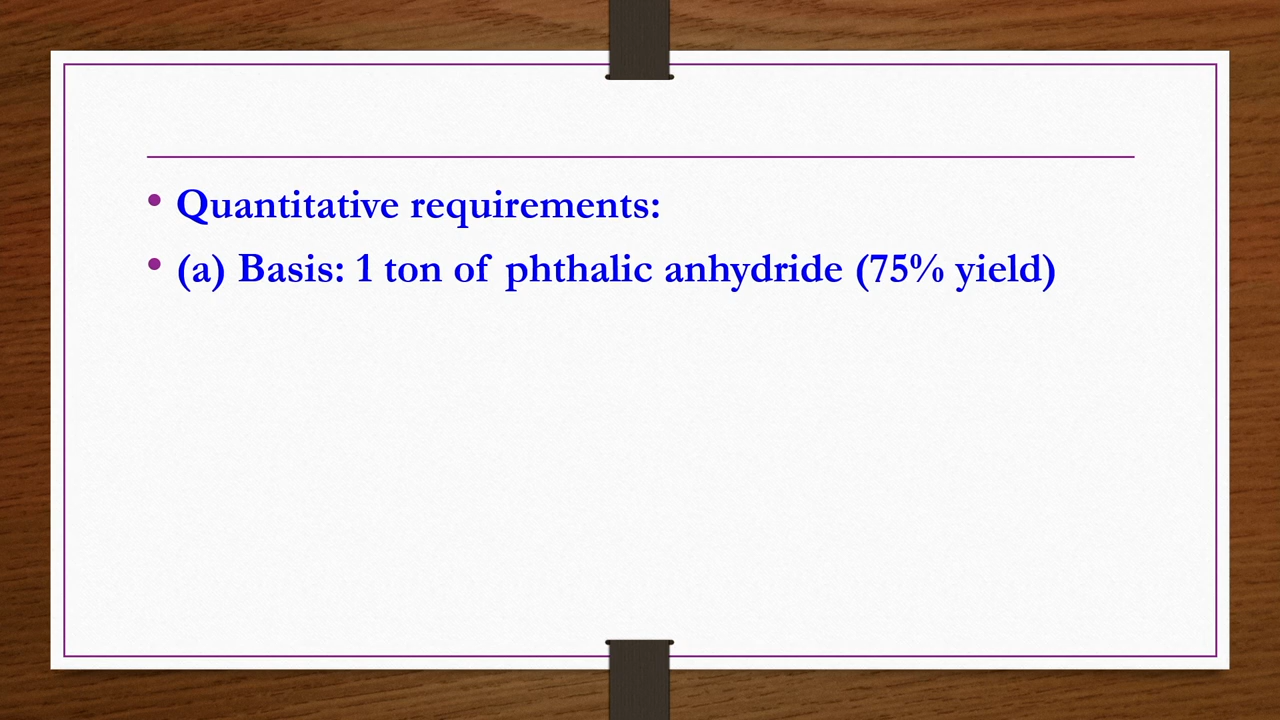 • Quantitative requirements:
• (a) Basis: 1 ton of phthalic anhydride (75% yield)